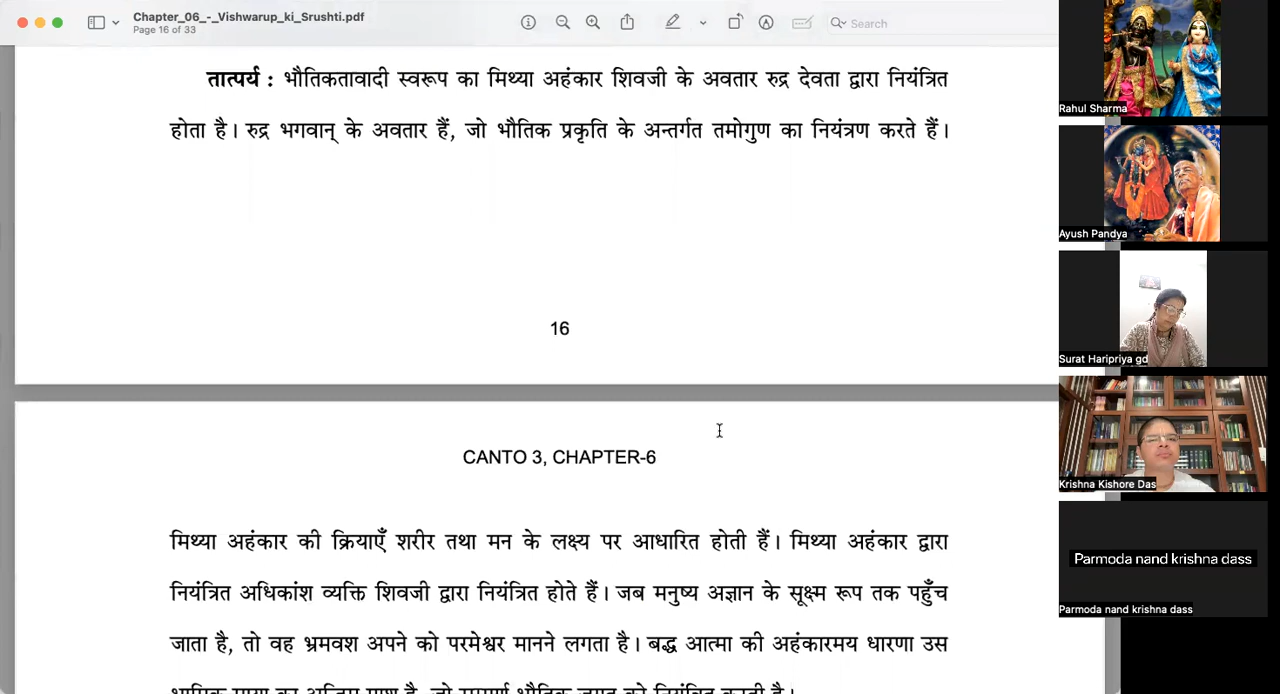 Chapter_06_-_Vishwarup_ki_Srushti.pdf
Page 16 of 33
Search
तात्पर्य : भौतिकतावादी स्वरूप का मिथ्या अहंकार शिवजी के अवतार रुद्र देवता द्वारा नियंत्रित
होता है। रुद्र भगवान् के अवतार हैं, जो भौतिक प्रकृति के अन्तर्गत तमोगुण का नियंत्रण करते हैं।
16
CANTO 3, CHAPTER-6
मिथ्या अहंकार की क्रियाएँ शरीर तथा मन के लक्ष्य पर आधारित होती हैं। मिथ्या अहंकार द्वारा
नियंत्रित अधिकांश व्यक्ति शिवजी द्वारा नियंत्रित होते हैं। जब मनुष्य अज्ञान के सूक्ष्म रूप तक पहुँच
जाता है, तो वह भ्रमवश अपने को परमेश्वर मानने लगता है। बद्ध आत्मा की अहंकारमय धारणा उस
Rahul Sharma
Ayush Pandya
Surat Haripriya gd
Krishna Kishore Das
Parmoda nand krishna dass
Parmoda nand krishna dass